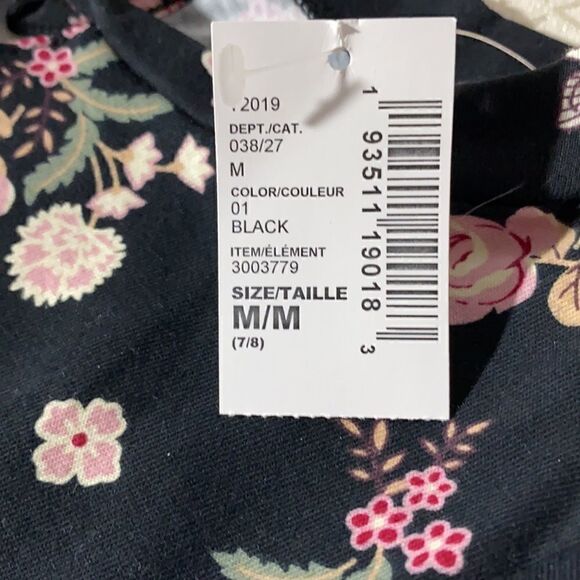 2019
DEPT./CAT.
038/27
M
COLOR/COULEUR
01
BLACK
ITEM/ÉLÉMENT
3003779
SIZE/TAILLE
M/M
(7/8)
1 93511 19018 3